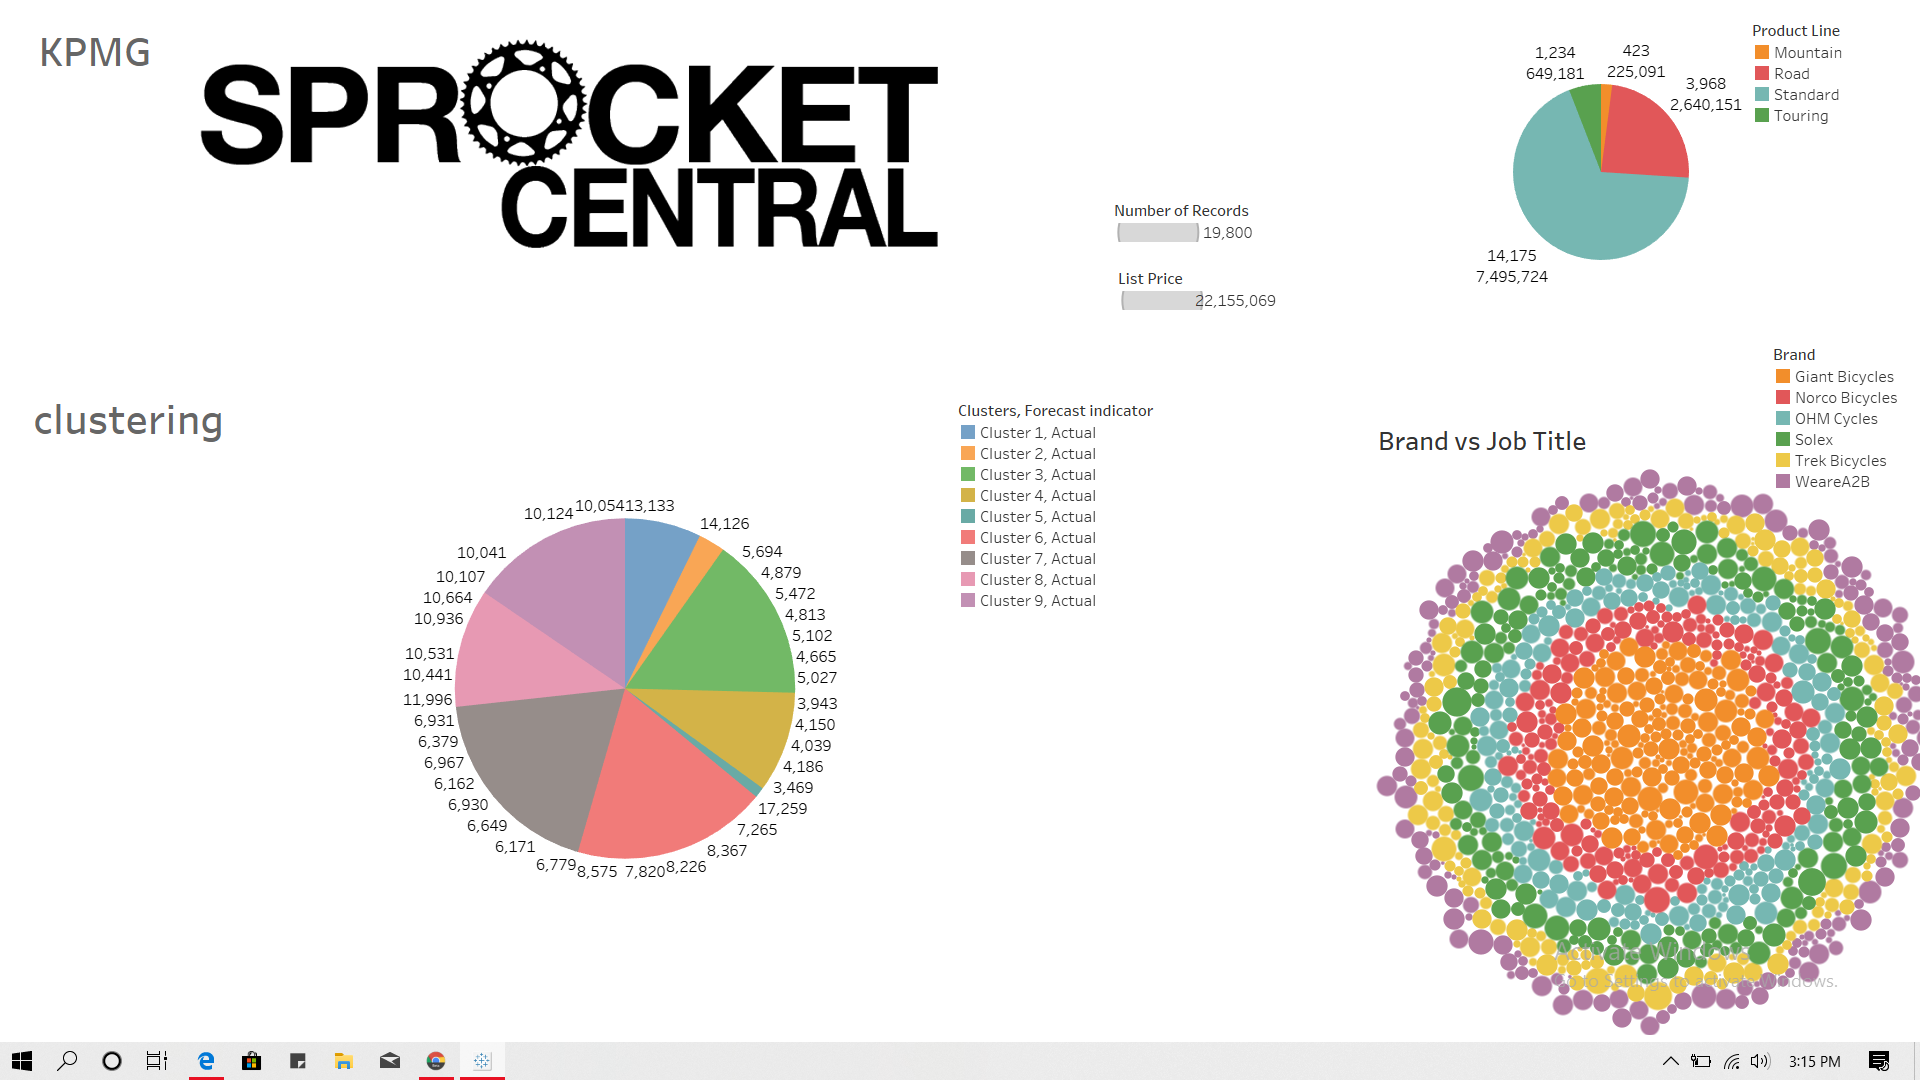 KPMG
SPROCKET
CENTRAL
Number of Records
19,800
List Price
22,155,069
1,234
649,181
423
225,091
3,968
2,640,151
14,175
7,495,724
Product Line
Mountain
Road
Standard
Touring
clustering
10,054
13,133
10,124
14,126
10,041
5,694
10,107
4,879
10,664
5,472
10,936
4,813
5,102
10,531
4,665
10,441
5,027
11,996
3,943
6,931
4,150
6,379
4,039
6,967
4,186
6,162
3,469
6,930
17,259
6,649
7,265
6,171
8,367
6,779
8,575
7,820
8,226
Clusters, Forecast indicator
Cluster 1, Actual
Cluster 2, Actual
Cluster 3, Actual
Cluster 4, Actual
Cluster 5, Actual
Cluster 6, Actual
Cluster 7, Actual
Cluster 8, Actual
Cluster 9, Actual
Brand vs Job Title
Brand
Giant Bicycles
Norco Bicycles
OHM Cycles
Solex
Trek Bicycles
WeareA2B
Activate Windows
Go to Settings to activate Windows.
3:15 PM